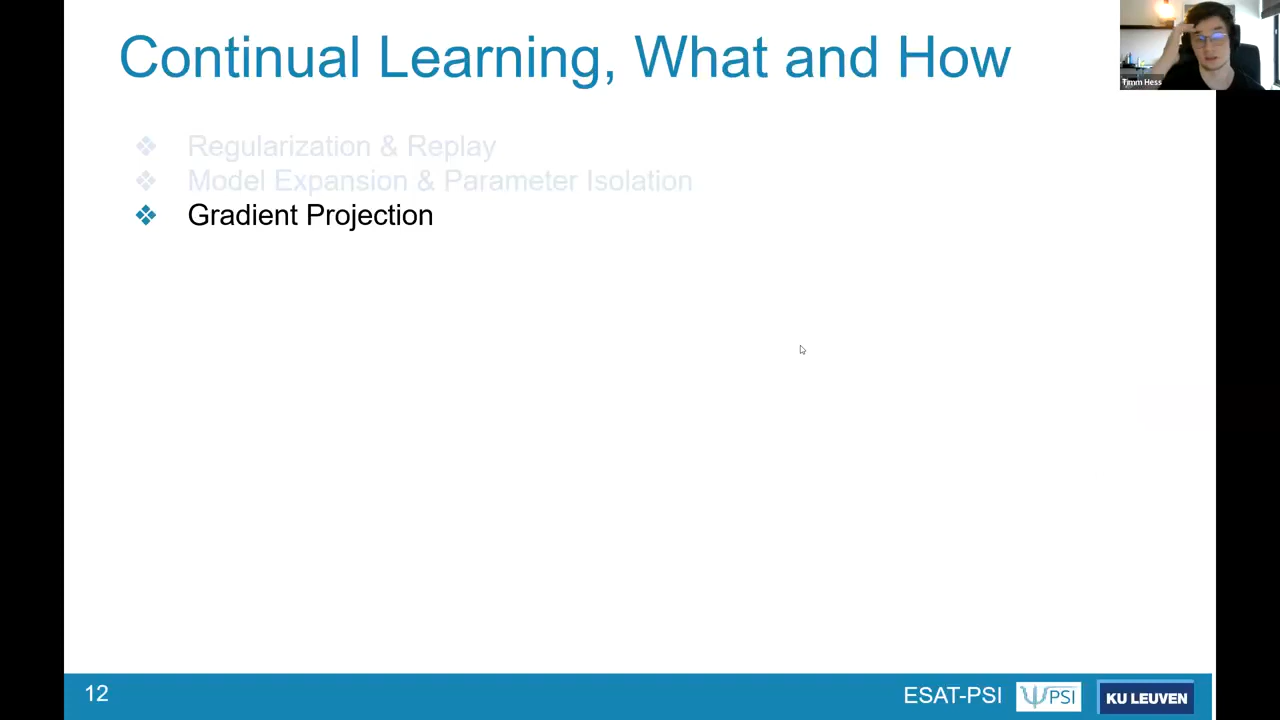 Continual Learning, What and How
Timm Hess
Regularization & Replay
Model Expansion & Parameter Isolation
Gradient Projection
12
ESAT-PSI
PSI
KU LEUVEN